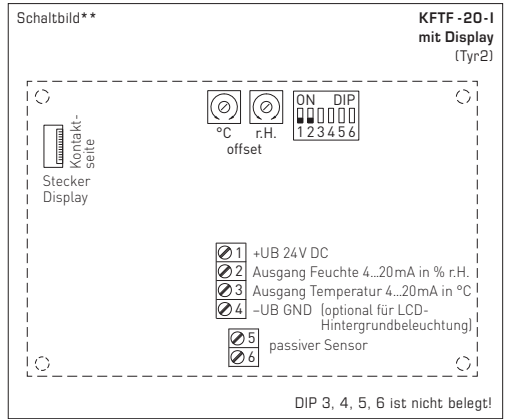 Schaltbild**
KFTF-20-I
mit Display
(Tyr2)
ON DIP
1 2 3 4 5 6
°C r.H.
offset
Kontakt-
seite
Stecker
Display
1 +UB 24V DC
2 Ausgang Feuchte 4...20mA in % r.H.
3 Ausgang Temperatur 4...20mA in °C
4 –UB GND (optional für LCD-
Hintergrundbeleuchtung)
5
passiver Sensor
6
DIP 3, 4, 5, 6 ist nicht belegt!